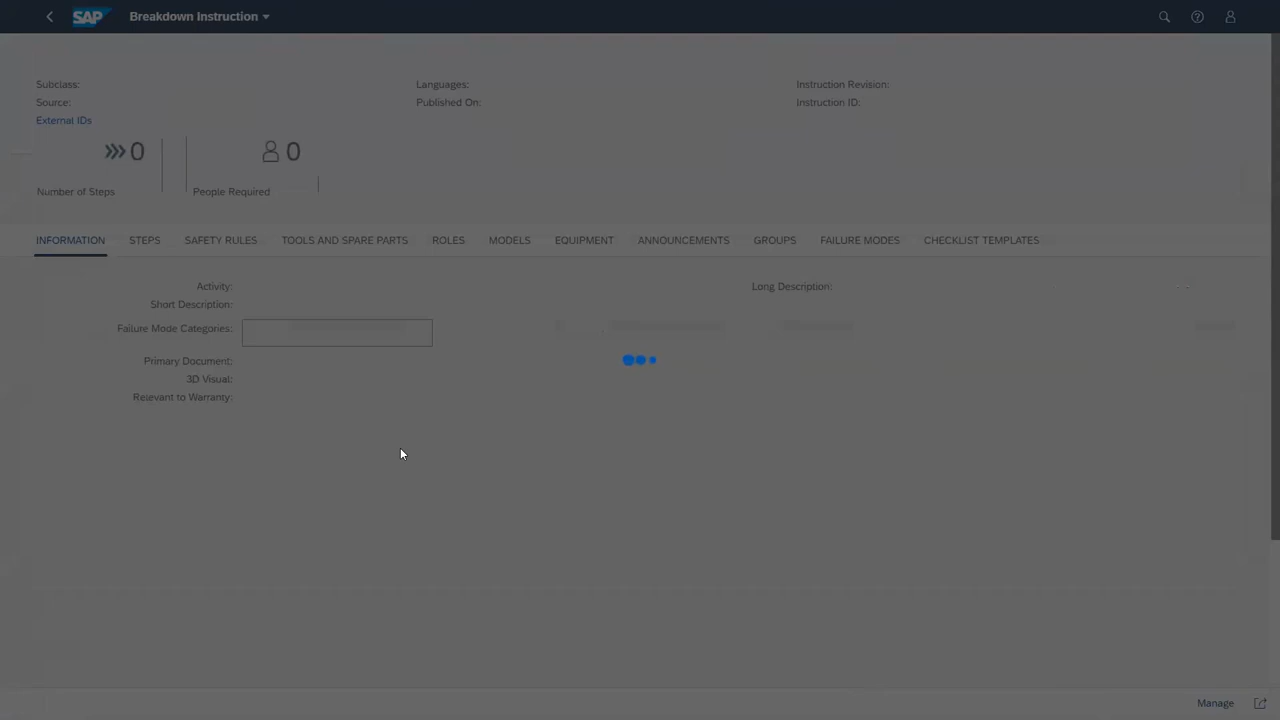 SAP Breakdown Instruction
Subclass: Languages: Instruction Revision:
Source: Published On: Instruction ID:
External IDs
0 0
Number of Steps People Required
INFORMATION STEPS SAFETY RULES TOOLS AND SPARE PARTS ROLES MODELS EQUIPMENT ANNOUNCEMENTS GROUPS FAILURE MODES CHECKLIST TEMPLATES
Activity: Long Description:
Short Description:
Failure Mode Categories:
Primary Document:
3D Visual:
Relevant to Warranty:
Manage